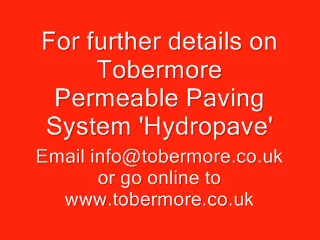 For further details on
Tobermore
Permeable Paving
System 'Hydropave'
Email info@tobermore.co.uk
or go online to
www.tobermore.co.uk